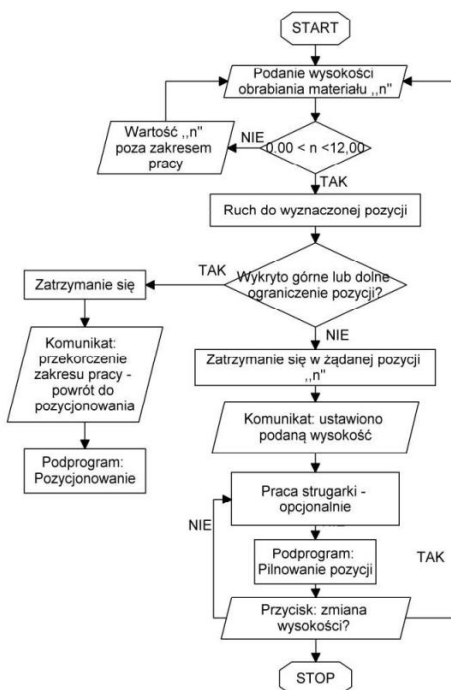 START
Podanie wysokości
obrabiania materiału ,,n"
Wartość ,,n"
poza zakresem
pracy
NIE
0.00 < n <12,00
TAK
Ruch do wyznaczonej pozycji
TAK
Wykryto górne lub dolne
ograniczenie pozycji?
Zatrzymanie się
NIE
Komunikat:
przekorczenie
zakresu pracy -
powrót do
pozycjonowania
Zatrzymanie się w żądanej pozycji
,,n"
Komunikat: ustawiono
podaną wysokość
Podprogram:
Pozycjonowanie
Praca strugarki -
opcjonalnie
NIE
Podprogram:
Pilnowanie pozycji
TAK
Przycisk: zmiana
wysokości?
STOP